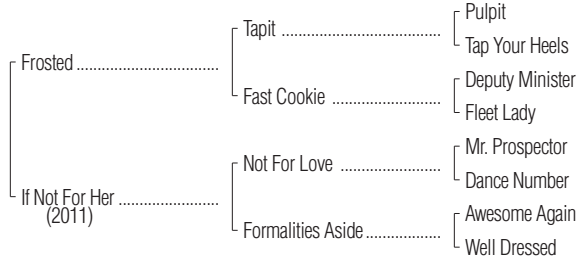 Pulpit
Tapit ..........................................
Tap Your Heels
Frosted ......................................
Deputy Minister
Fast Cookie .............................
Fleet Lady
Mr. Prospector
Not For Love ...........................
Dance Number
If Not For Her ...........................
(2011)
Awesome Again
Formalities Aside....................
Well Dressed